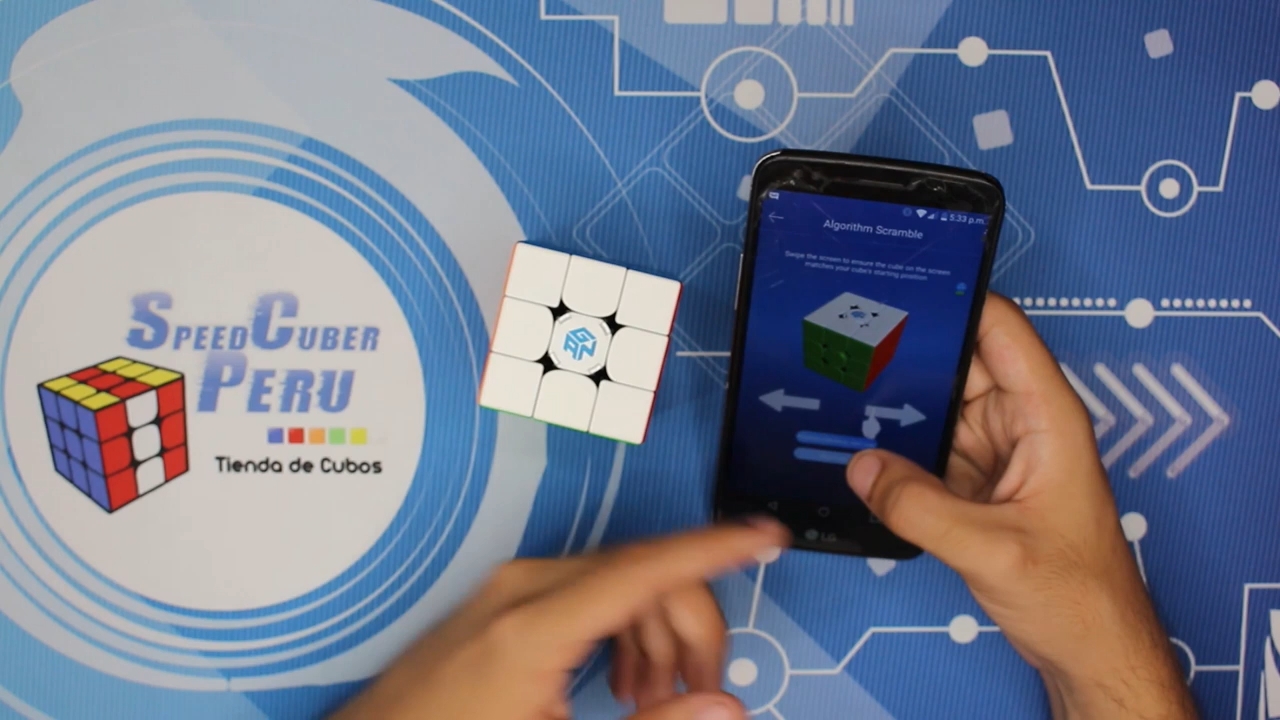 SPEEDCUBER
PERU
Tienda de Cubos
GAN
5:33 p.m.
Algorithm Scramble
Swipe the screen to ensure the cube on the screen
matches your cube's starting position
LG